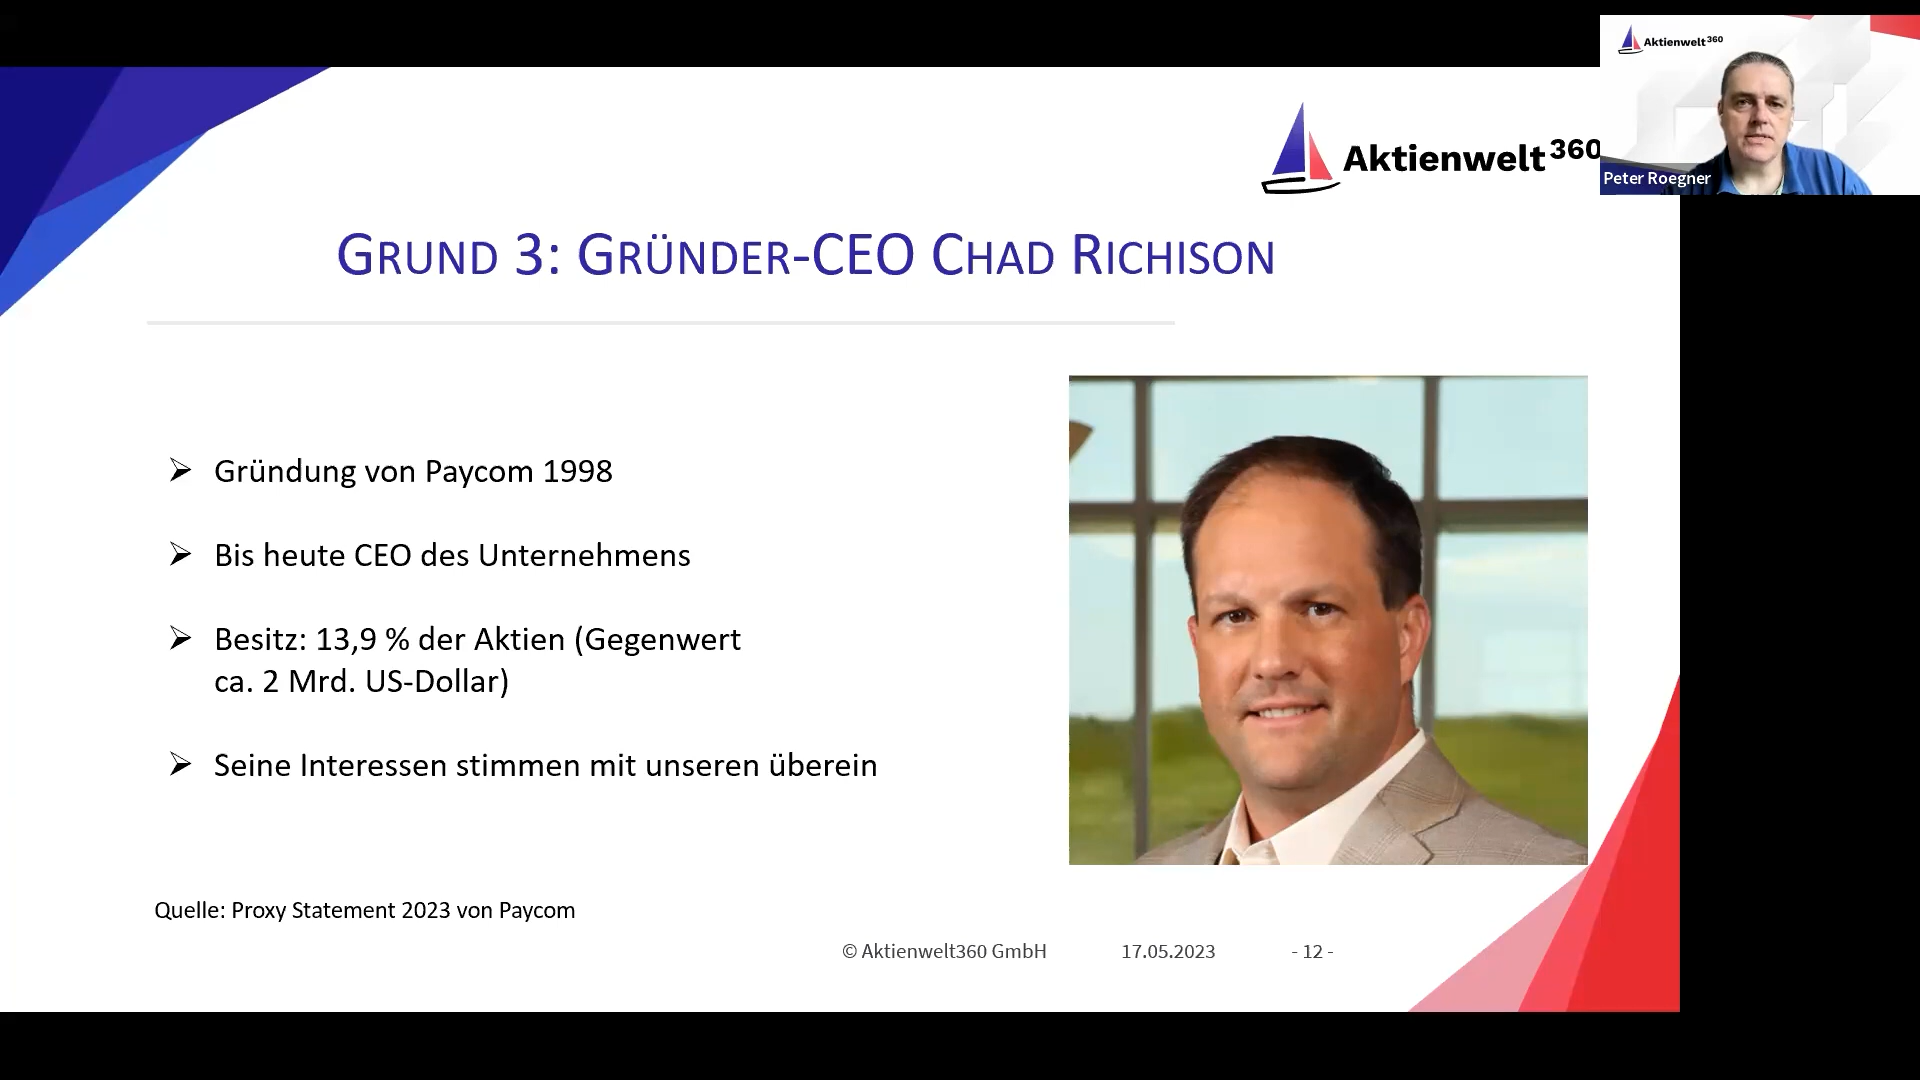 Aktienwelt360
Peter Roegner
Aktienwelt360
GRUND 3: GRÜNDER-CEO CHAD RICHISON
➢ Gründung von Paycom 1998
➢ Bis heute CEO des Unternehmens
➢ Besitz: 13,9 % der Aktien (Gegenwert
ca. 2 Mrd. US-Dollar)
➢ Seine Interessen stimmen mit unseren überein
Quelle: Proxy Statement 2023 von Paycom
© Aktienwelt360 GmbH 17.05.2023 - 12 -